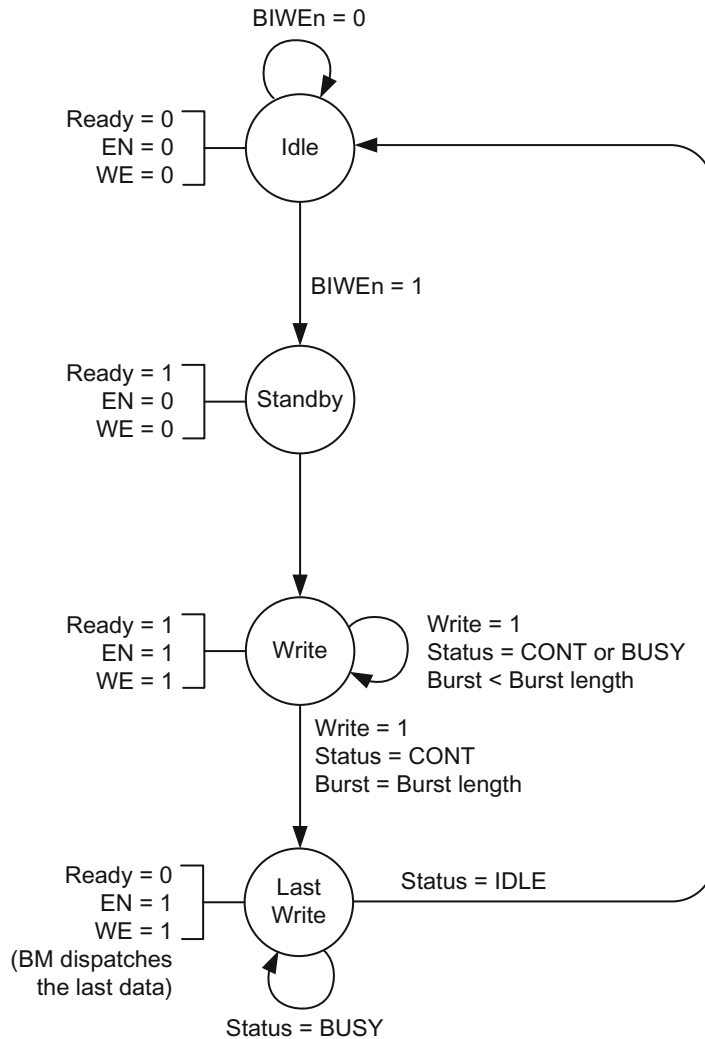 BIWEn = 0
Ready = 0
EN = 0
WE = 0
Idle
BIWEn = 1
Ready = 1
EN = 0
WE = 0
Standby
Ready = 1
EN = 1
WE = 1
Write
Write = 1
Status = CONT or BUSY
Burst < Burst length
Write = 1
Status = CONT
Burst = Burst length
Ready = 0
EN = 1
WE = 1
(BM dispatches
the last data)
Last
Write
Status = IDLE
Status = BUSY